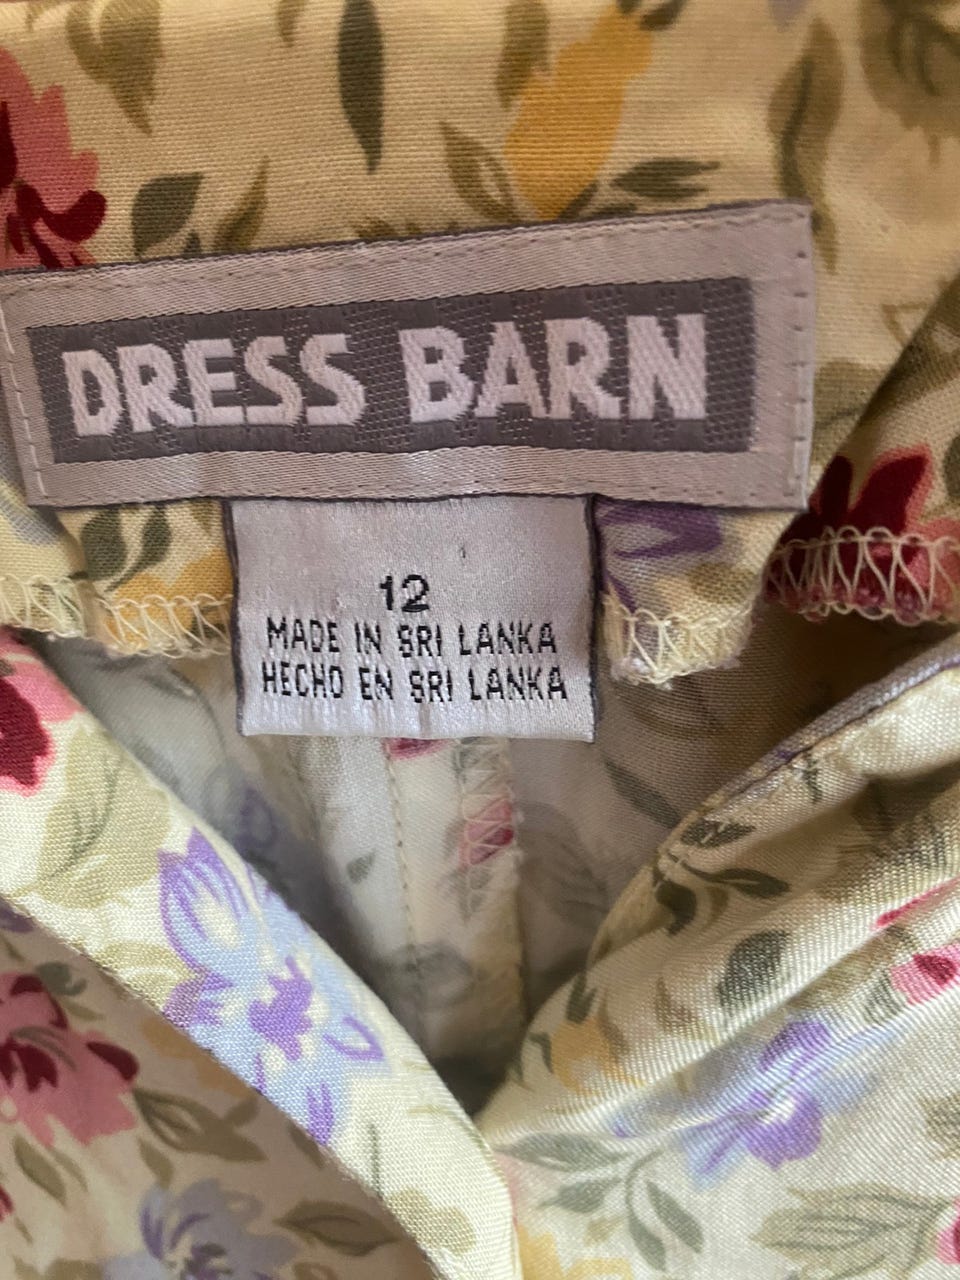 DRESS BARN
12
MADE IN SRI LANKA
HECHO EN SRI LANKA